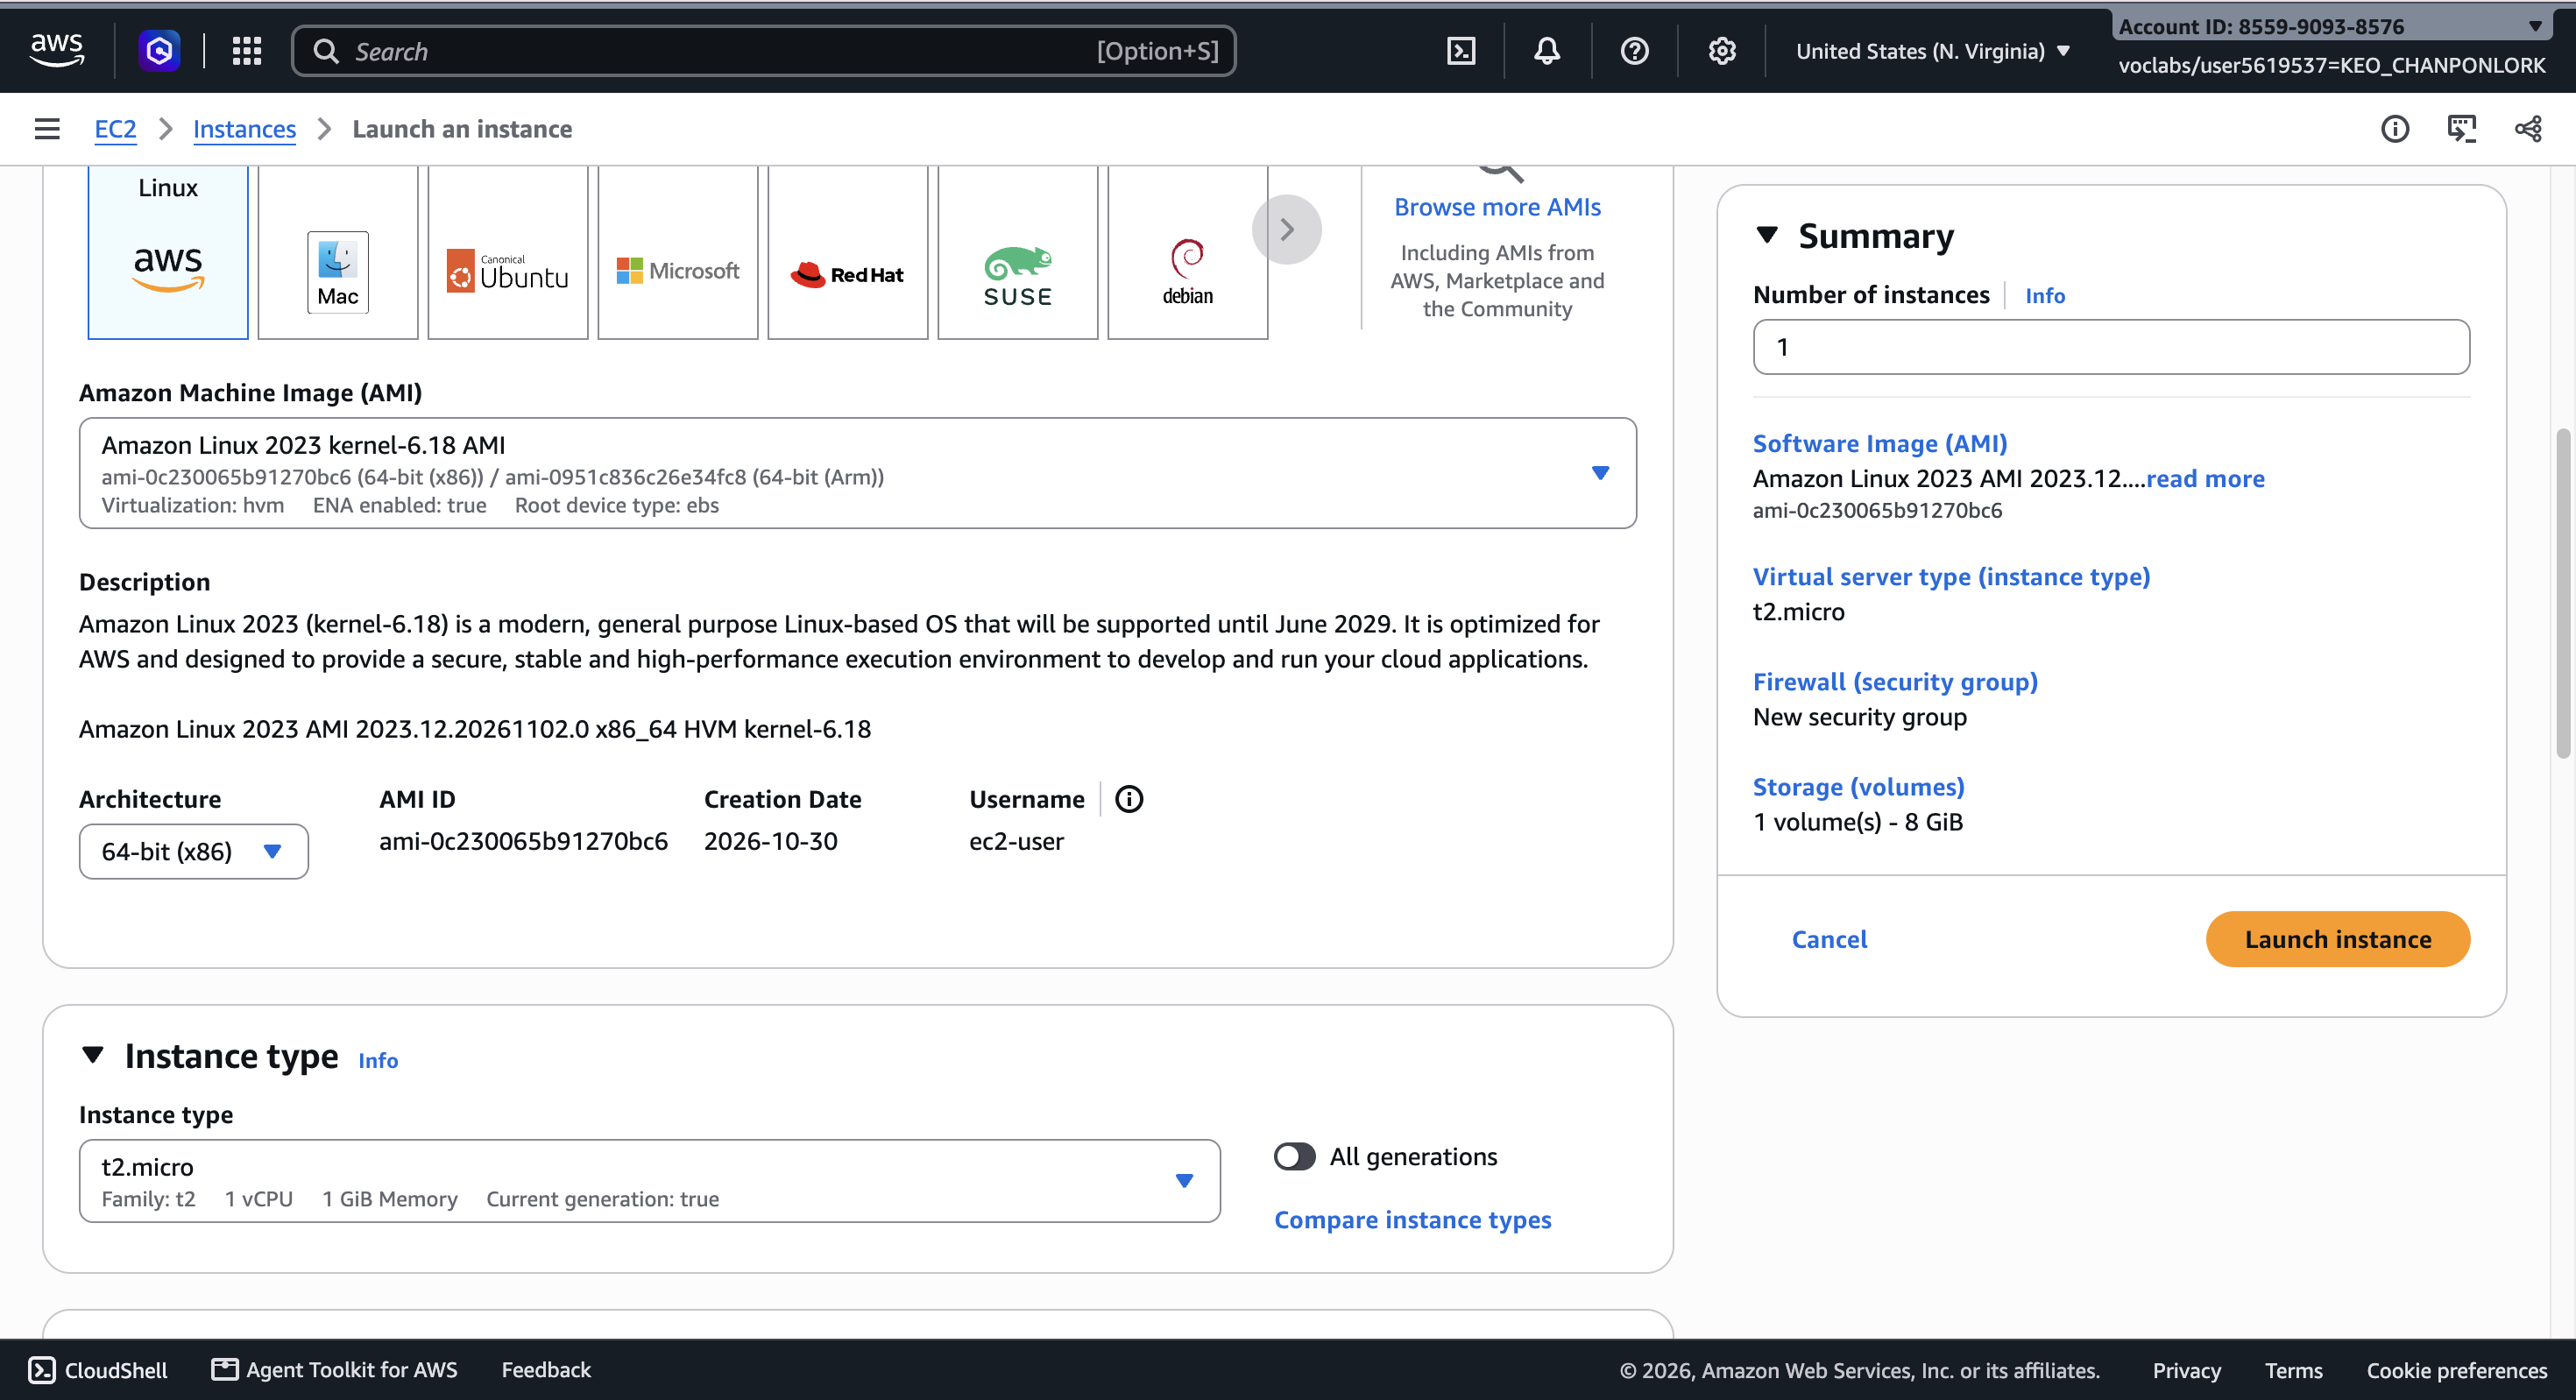 aws
Search
[Option+S]
United States (N. Virginia)
Account ID: 8559-9093-8576
voclabs/user5619537=KEO_CHANPONLORK
EC2
Instances
Launch an instance
Linux
aws
Mac
Canonical
Ubuntu
Microsoft
Red Hat
SUSE
debian
Browse more AMIs
Including AMIs from
AWS, Marketplace and
the Community
Amazon Machine Image (AMI)
Amazon Linux 2023 kernel-6.18 AMI
ami-0c230065b91270bc6 (64-bit (x86)) / ami-0951c836c26e34fc8 (64-bit (Arm))
Virtualization: hvm ENA enabled: true Root device type: ebs
Description
Amazon Linux 2023 (kernel-6.18) is a modern, general purpose Linux-based OS that will be supported until June 2029. It is optimized for
AWS and designed to provide a secure, stable and high-performance execution environment to develop and run your cloud applications.
Amazon Linux 2023 AMI 2023.12.20261102.0 x86_64 HVM kernel-6.18
Architecture
64-bit (x86)
AMI ID
ami-0c230065b91270bc6
Creation Date
2026-10-30
Username
ec2-user
Instance type Info
Instance type
t2.micro
Family: t2 1 vCPU 1 GiB Memory Current generation: true
All generations
Compare instance types
Summary
Number of instances Info
1
Software Image (AMI)
Amazon Linux 2023 AMI 2023.12....read more
ami-0c230065b91270bc6
Virtual server type (instance type)
t2.micro
Firewall (security group)
New security group
Storage (volumes)
1 volume(s) - 8 GiB
Cancel
Launch instance
CloudShell
Agent Toolkit for AWS
Feedback
© 2026, Amazon Web Services, Inc. or its affiliates.
Privacy
Terms
Cookie preferences